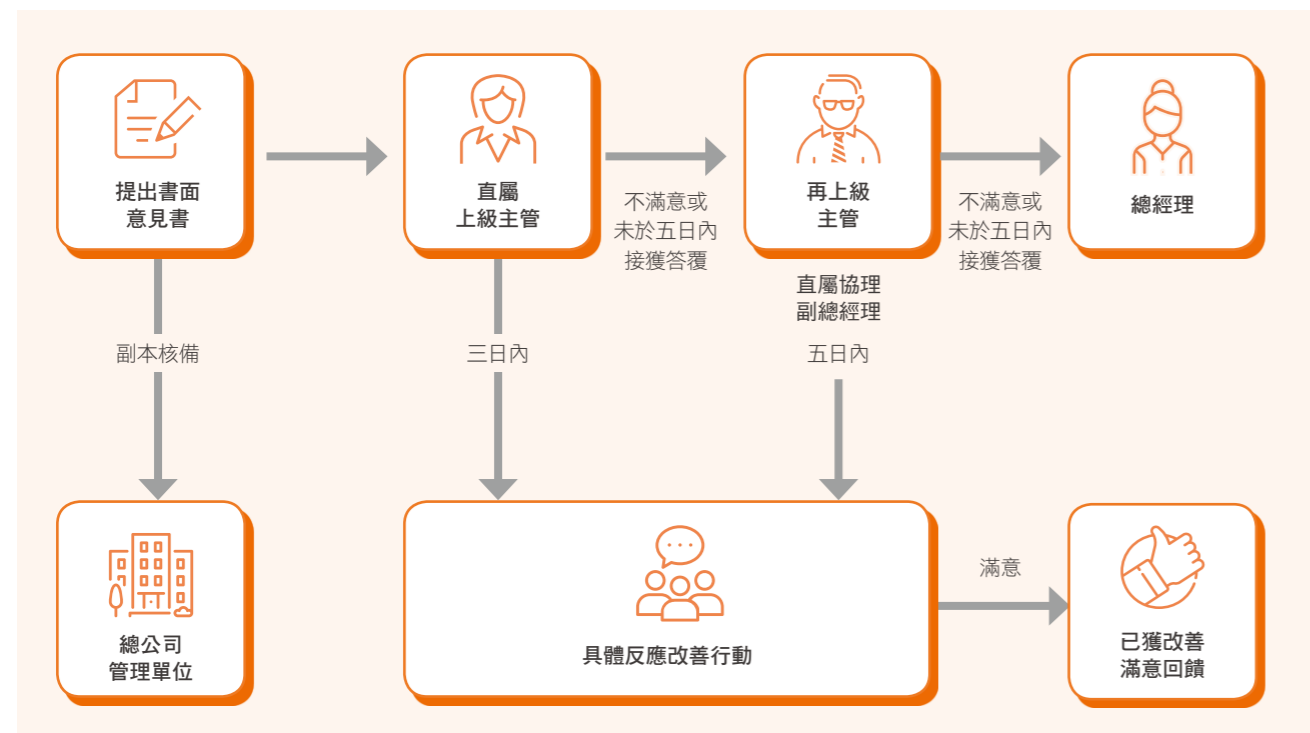 提出書面
意見書
直屬
上級主管
不滿意或
未於五日內
接獲答覆
再上級
主管
直屬協理
副總經理
不滿意或
未於五日內
接獲答覆
總經理
副本核備
三日內
五日內
總公司
管理單位
具體反應改善行動
滿意
已獲改善
滿意回饋